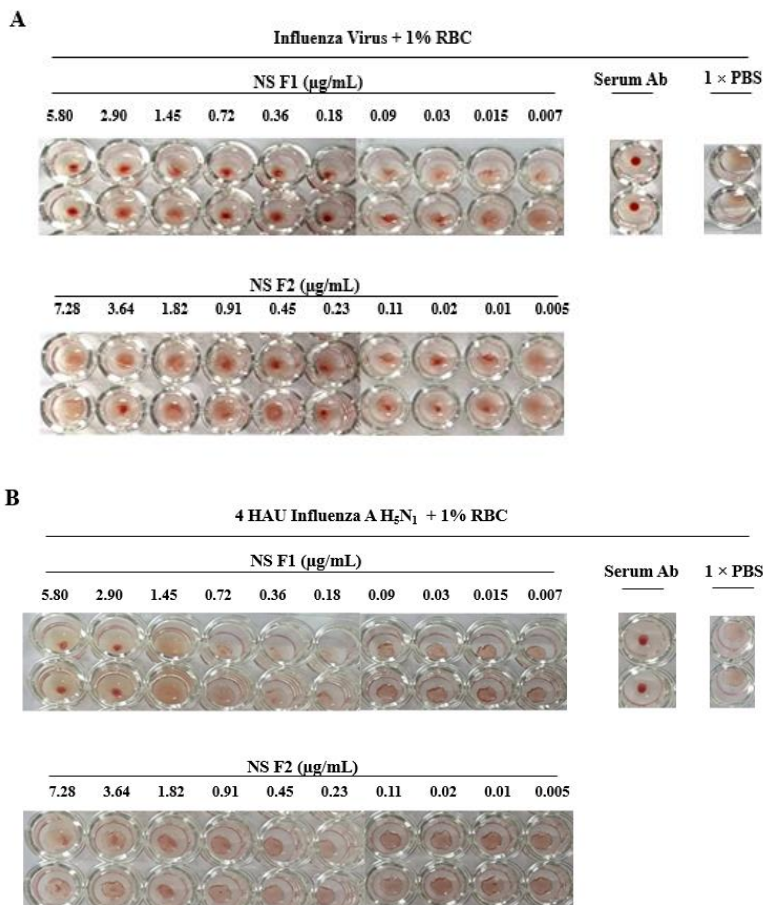 A
Influenza Virus + 1% RBC
NS F1 (µg/mL)
Serum Ab
1 × PBS
5.80 2.90 1.45 0.72 0.36 0.18 0.09 0.03 0.015 0.007
NS F2 (µg/mL)
7.28 3.64 1.82 0.91 0.45 0.23 0.11 0.02 0.01 0.005
B
4 HAU Influenza A H₅N₁ + 1% RBC
NS F1 (µg/mL)
Serum Ab
1 × PBS
5.80 2.90 1.45 0.72 0.36 0.18 0.09 0.03 0.015 0.007
NS F2 (µg/mL)
7.28 3.64 1.82 0.91 0.45 0.23 0.11 0.02 0.01 0.005